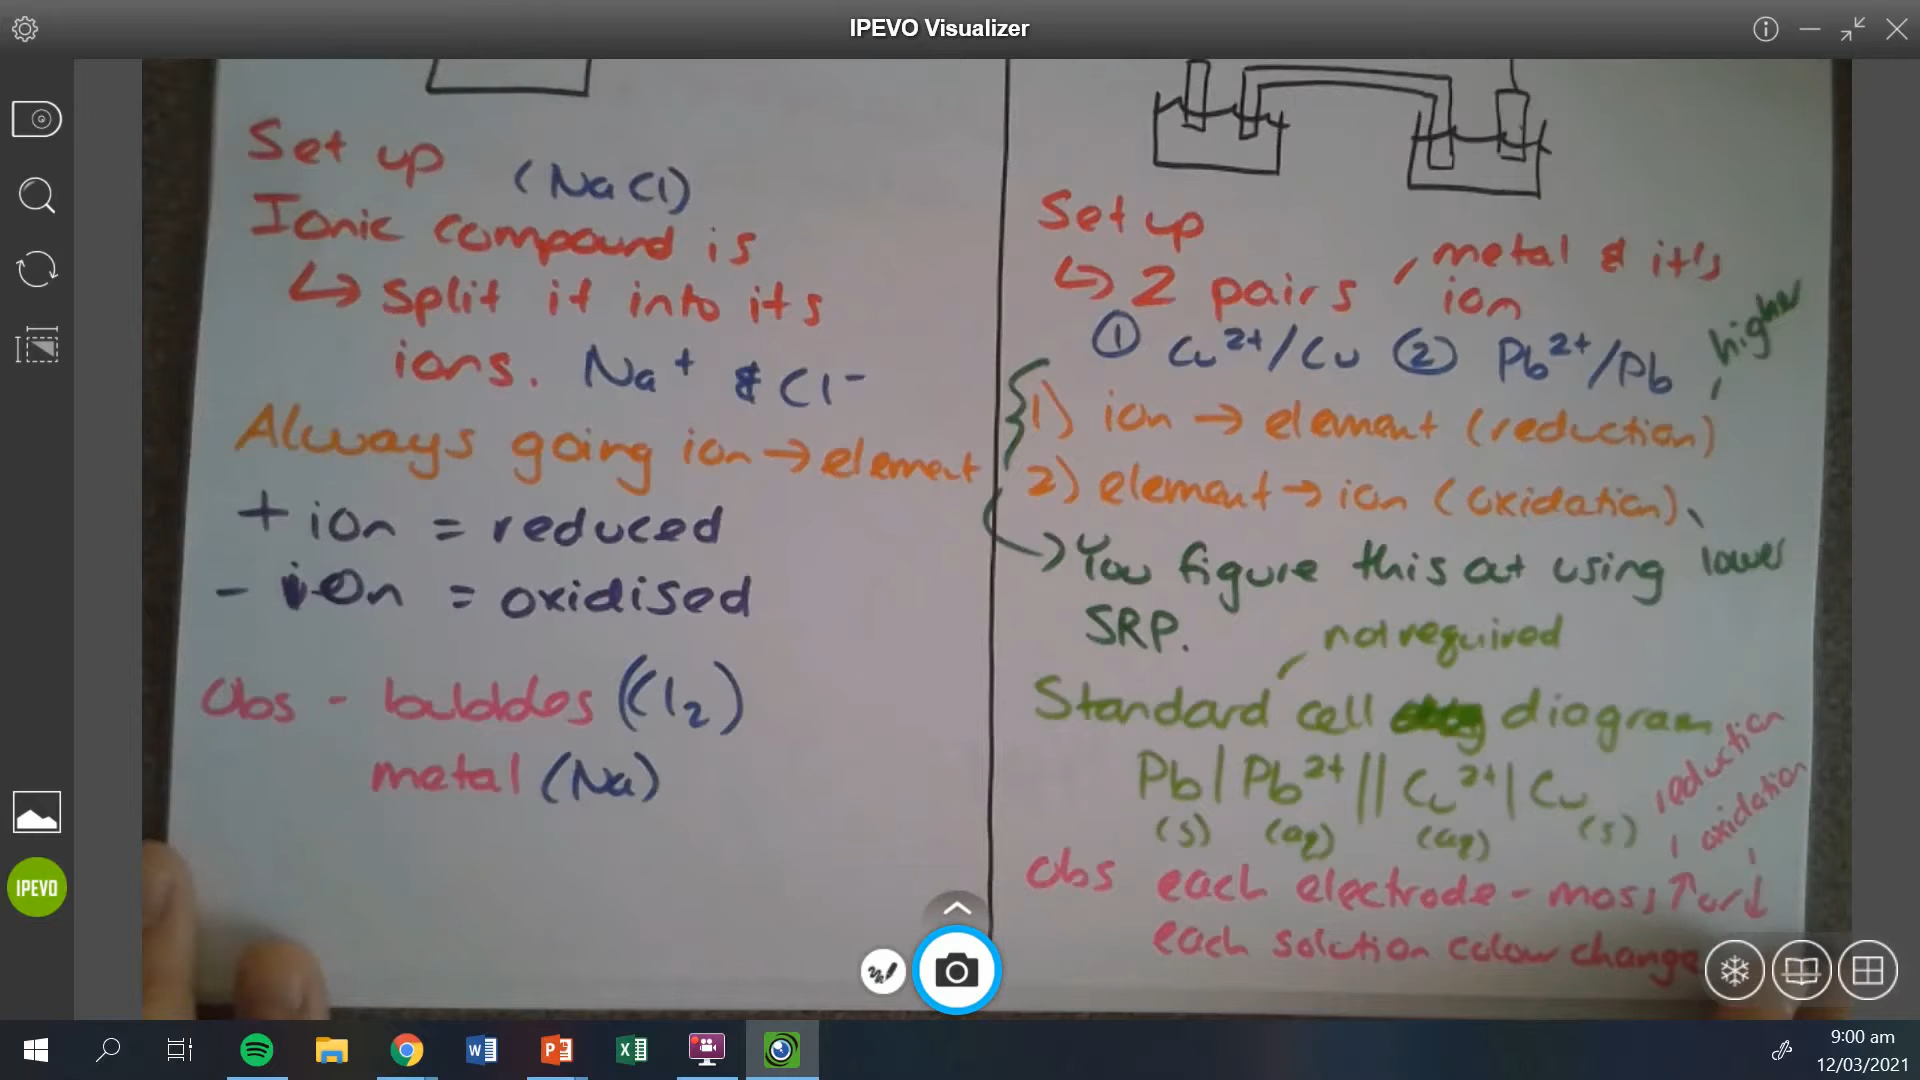 IPEVO Visualizer
Set up
(NaCl)
Ionic compound is
↳ split it into its
ions. Na⁺ & Cl⁻
Always going ion → element
+ ion = reduced
- ion = oxidised
Obs - bubbles (Cl₂)
metal (Na)
Set up
↳ 2 pairs
metal & it's
ion
① Cu²⁺/Cu ② Pb²⁺/Pb
higher
1) ion → element (reduction)
2) element → ion (oxidation)
lower
→ You figure this out using
SRP.
not required
Standard cell diagram
Pb | Pb²⁺ || Cu²⁺ | Cu
(s) (aq) (aq) (s)
reduction
oxidation
Obs each electrode - mass ↑ or ↓
each solution colour change
IPEVO
9:00 am
12/03/2021